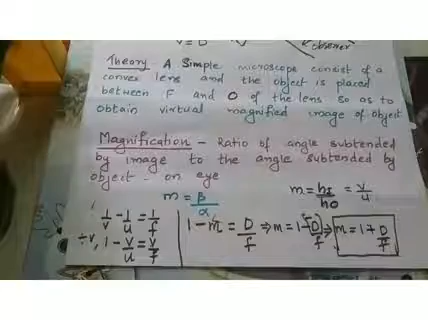 v = D
observer
Theory - A Simple microscope consist of a
convex lens and the object is placed
between F and O of the lens so as to
obtain virtual magnified image of object
Magnification - Ratio of angle subtended
by image to the angle subtended by
object - on eye
m = β/α
m = hI/ho = v/u
1/v - 1/u = 1/f
÷v, 1 - v/u = v/f
1 - m = D/f ⇒ m = 1 + D/f ⇒ m = 1 + D/f